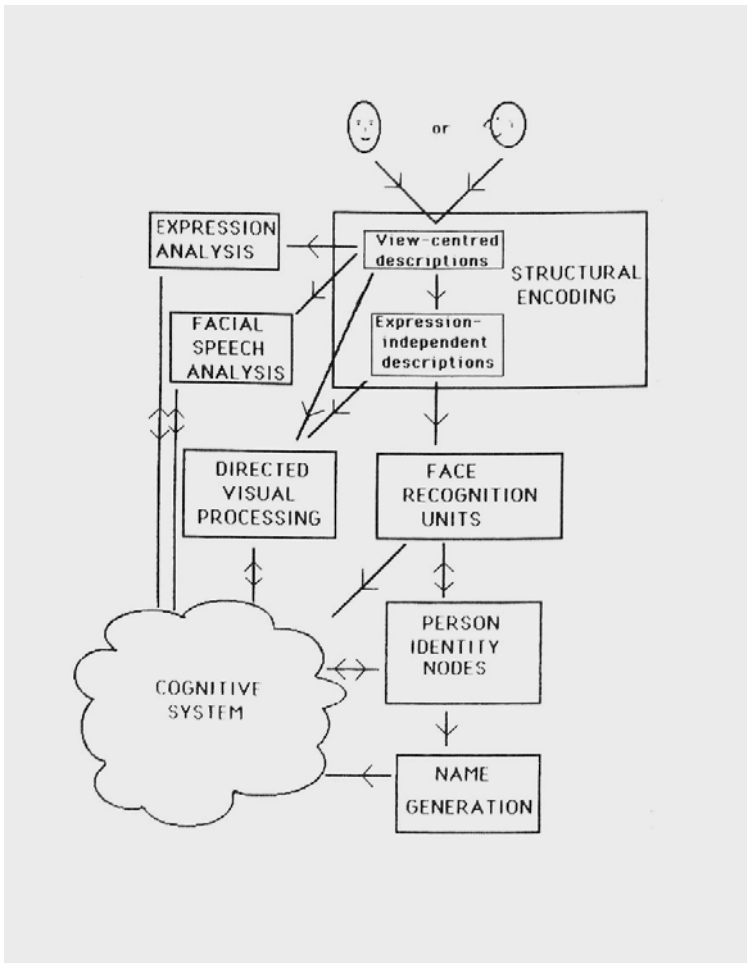 or
EXPRESSION
ANALYSIS
View-centred
descriptions
STRUCTURAL
ENCODING
FACIAL
SPEECH
ANALYSIS
Expression-
independent
descriptions
DIRECTED
VISUAL
PROCESSING
FACE
RECOGNITION
UNITS
PERSON
IDENTITY
NODES
COGNITIVE
SYSTEM
NAME
GENERATION